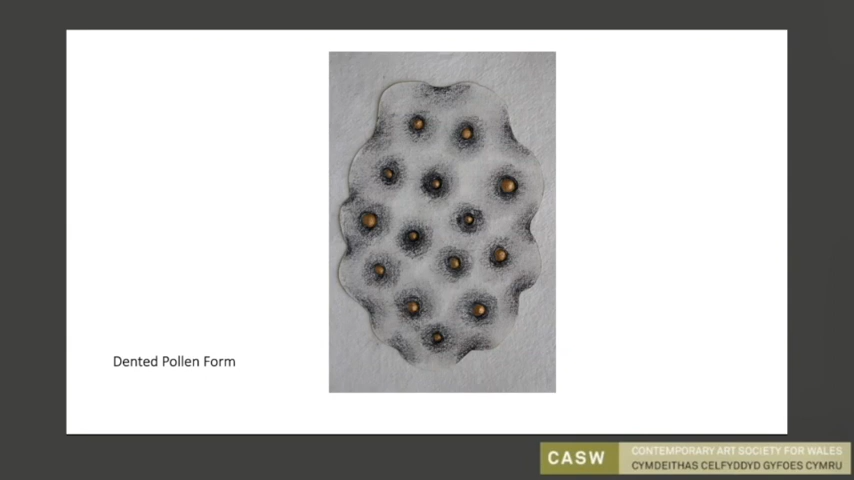 Dented Pollen Form
CASW
CONTEMPORARY ART SOCIETY FOR WALES
CYMDEITHAS CELFYDDYD GYFOES CYMRU